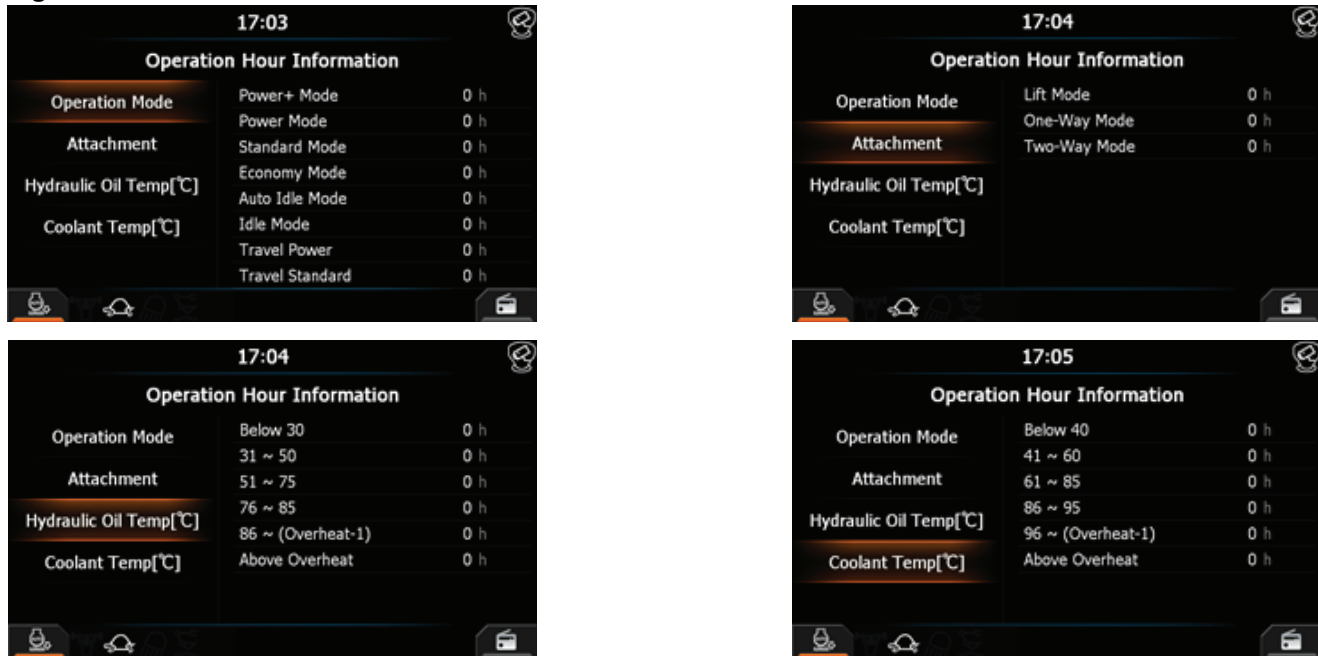 17:03
Operation Hour Information
Operation Mode
Attachment
Hydraulic Oil Temp[℃]
Coolant Temp[℃]
Power+ Mode 0 h
Power Mode 0 h
Standard Mode 0 h
Economy Mode 0 h
Auto Idle Mode 0 h
Idle Mode 0 h
Travel Power 0 h
Travel Standard 0 h
17:04
Operation Hour Information
Operation Mode
Attachment
Hydraulic Oil Temp[℃]
Coolant Temp[℃]
Lift Mode 0 h
One-Way Mode 0 h
Two-Way Mode 0 h
17:04
Operation Hour Information
Operation Mode
Attachment
Hydraulic Oil Temp[℃]
Coolant Temp[℃]
Below 30 0 h
31 ~ 50 0 h
51 ~ 75 0 h
76 ~ 85 0 h
86 ~ (Overheat-1) 0 h
Above Overheat 0 h
17:05
Operation Hour Information
Operation Mode
Attachment
Hydraulic Oil Temp[℃]
Coolant Temp[℃]
Below 40 0 h
41 ~ 60 0 h
61 ~ 85 0 h
86 ~ 95 0 h
96 ~ (Overheat-1) 0 h
Above Overheat 0 h